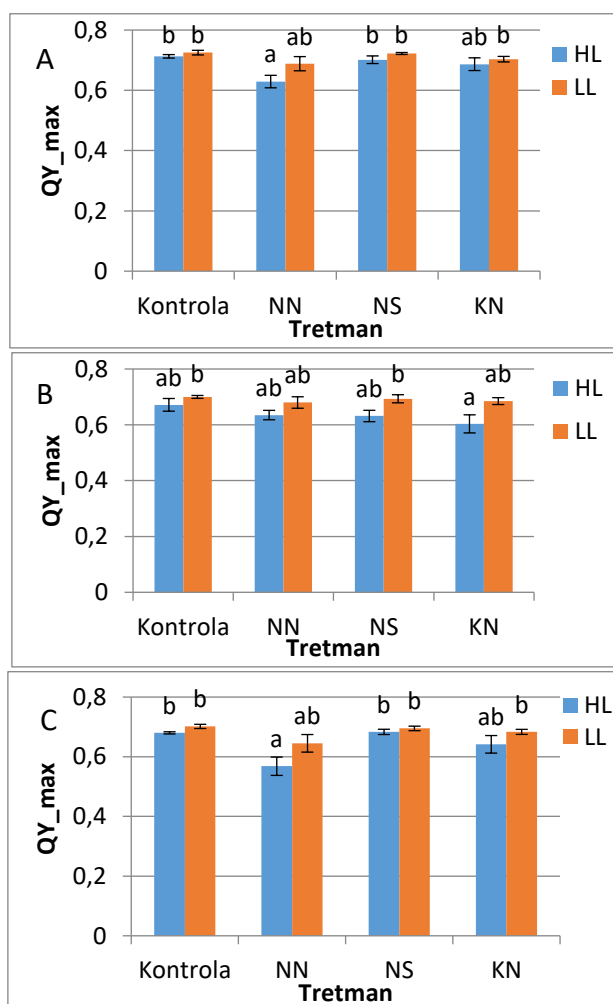 A
0,8
0,6
0,4
0,2
0
QY_max
b b a ab b b ab b
HL
LL
Kontrola NN NS KN
Tretman
B
0,8
0,6
0,4
0,2
0
QY_max
ab b ab ab ab b a ab
HL
LL
Kontrola NN NS KN
Tretman
C
0,8
0,6
0,4
0,2
0
QY_max
b b a ab b b ab b
HL
LL
Kontrola NN NS KN
Tretman